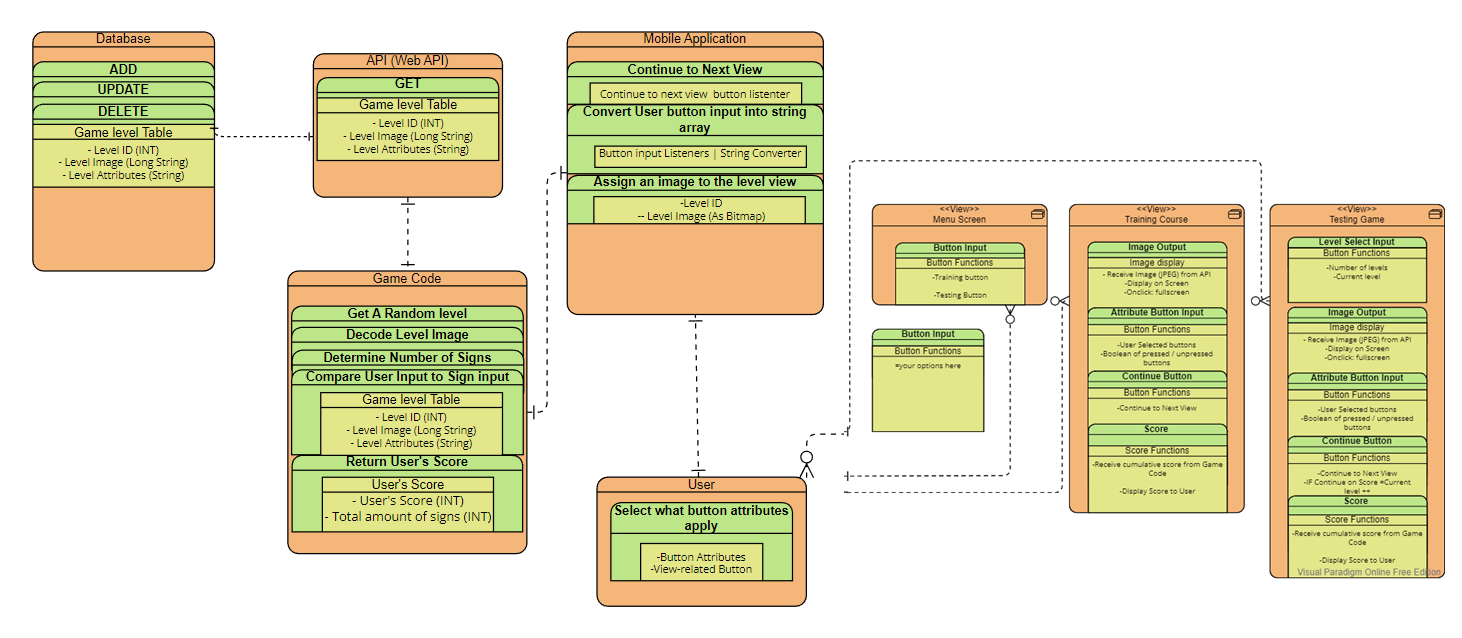 Database
ADD
UPDATE
DELETE
Game level Table
- Level ID (INT)
- Level Image (Long String)
- Level Attributes (String)
API (Web API)
GET
Game level Table
- Level ID (INT)
- Level Image (Long String)
- Level Attributes (String)
Game Code
Get A Random level
Decode Level Image
Determine Number of Signs
Compare User Input to Sign input
Game level Table
- Level ID (INT)
- Level Image (Long String)
- Level Attributes (String)
Return User's Score
User's Score
- User's Score (INT)
- Total amount of signs (INT)
Mobile Application
Continue to Next View
Continue to next view button listenter
Convert User button input into string
array
Button input Listeners | String Converter
Assign an image to the level view
-Level ID
-- Level Image (As Bitmap)
User
Select what button attributes
apply
-Button Attributes
-View-related Button
<<View>>
Menu Screen
Button Input
Button Functions
-Training button
-Testing Button
Button Input
Button Functions
=your options here
<<View>>
Training Course
Image Output
Image display
- Receive Image (JPEG) from API
-Display on Screen
-Onclick: fullscreen
Attribute Button Input
Button Functions
-User Selected buttons
-Boolean of pressed / unpressed
buttons
Continue Button
Button Functions
-Continue to Next View
Score
Score Functions
-Receive cumulative score from Game
Code
-Display Score to User
<<View>>
Testing Game
Level Select Input
Button Functions
-Number of levels
-Current level
Image Output
Image display
- Receive Image (JPEG) from API
-Display on Screen
-Onclick: fullscreen
Attribute Button Input
Button Functions
-User Selected buttons
-Boolean of pressed / unpressed
buttons
Continue Button
Button Functions
-Continue to Next View
-IF Continue on Score =Current
level ++
Score
Score Functions
-Receive cumulative score from Game
Code
-Display Score to User
Visual Paradigm Online Free Edition